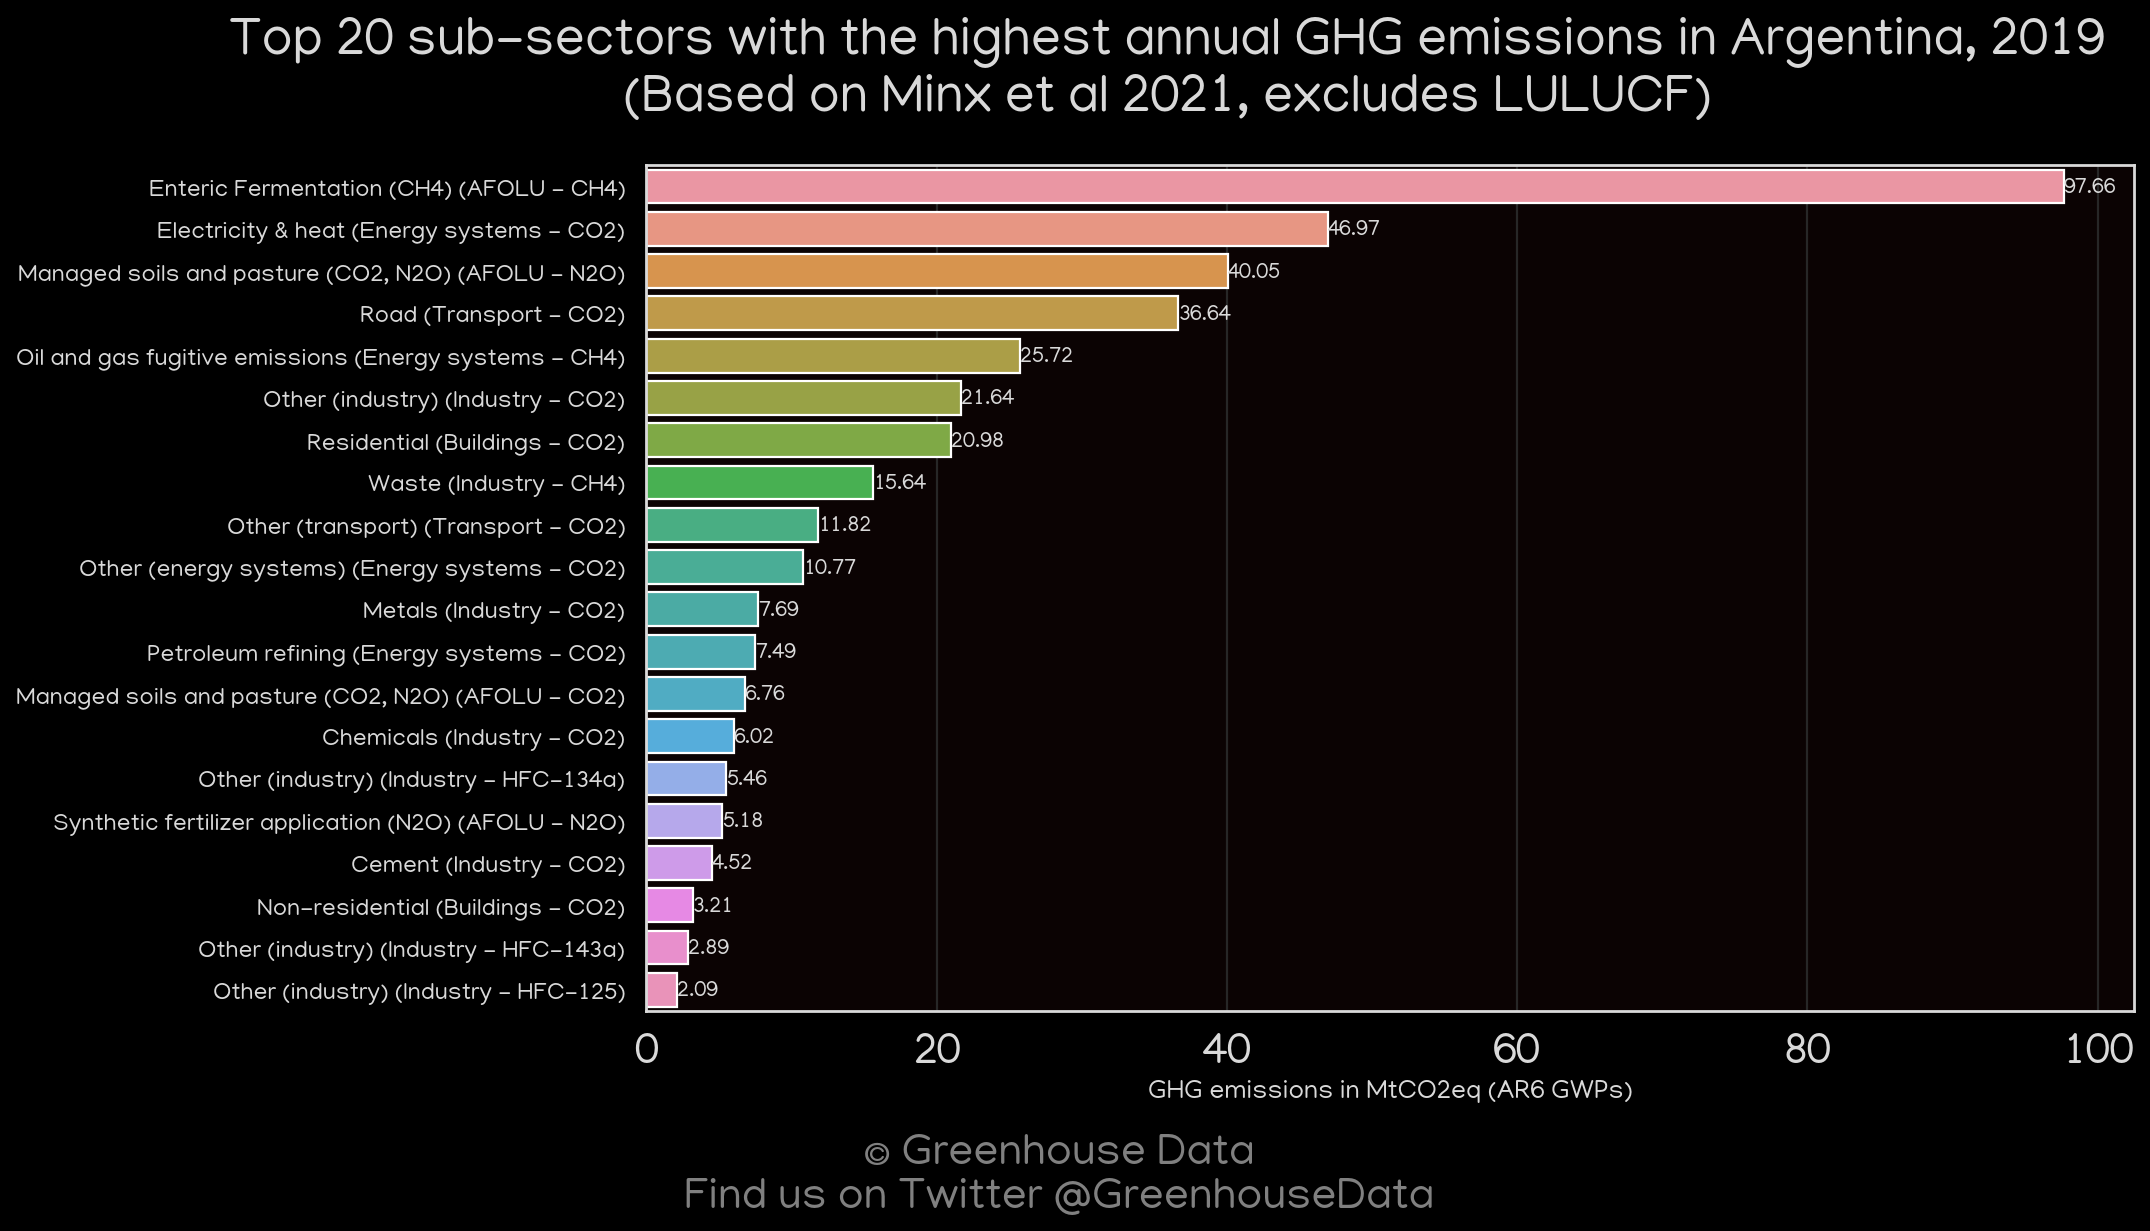 Top 20 sub-sectors with the highest annual GHG emissions in Argentina, 2019
(Based on Minx et al 2021, excludes LULUCF)
Enteric Fermentation (CH4) (AFOLU - CH4) 97.66
Electricity & heat (Energy systems - CO2) 46.97
Managed soils and pasture (CO2, N2O) (AFOLU - N2O) 40.05
Road (Transport - CO2) 36.64
Oil and gas fugitive emissions (Energy systems - CH4) 25.72
Other (industry) (Industry - CO2) 21.64
Residential (Buildings - CO2) 20.98
Waste (Industry - CH4) 15.64
Other (transport) (Transport - CO2) 11.82
Other (energy systems) (Energy systems - CO2) 10.77
Metals (Industry - CO2) 7.69
Petroleum refining (Energy systems - CO2) 7.49
Managed soils and pasture (CO2, N2O) (AFOLU - CO2) 6.76
Chemicals (Industry - CO2) 6.02
Other (industry) (Industry - HFC-134a) 5.46
Synthetic fertilizer application (N2O) (AFOLU - N2O) 5.18
Cement (Industry - CO2) 4.52
Non-residential (Buildings - CO2) 3.21
Other (industry) (Industry - HFC-143a) 2.89
Other (industry) (Industry - HFC-125) 2.09
0 20 40 60 80 100
GHG emissions in MtCO2eq (AR6 GWPs)
© Greenhouse Data
Find us on Twitter @GreenhouseData